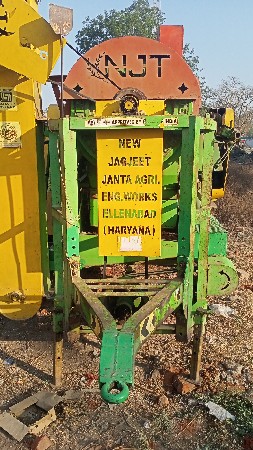 NJT
NEW
JAGJEET
JANTA AGRI.
ENG.WORKS
ELLENABAD
(HARYANA)